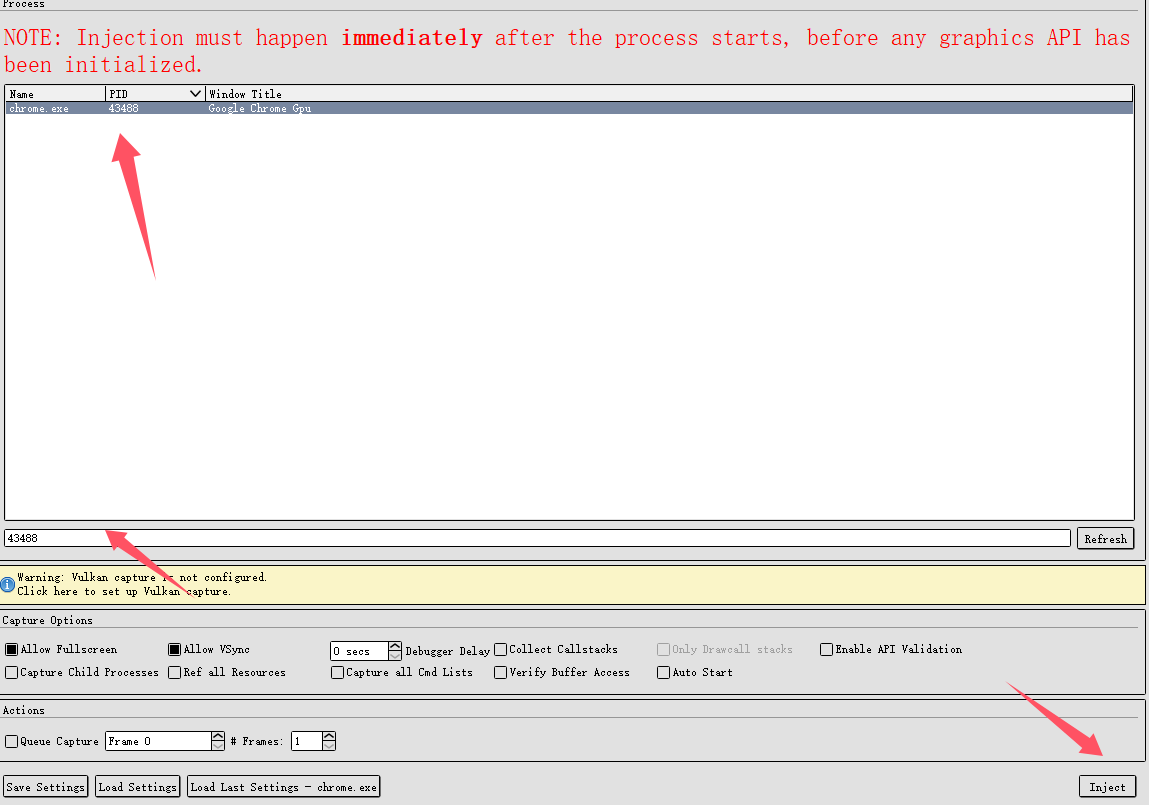 Process
NOTE: Injection must happen immediately after the process starts, before any graphics API has
been initialized.
Name PID Window Title
chrome.exe 43488 Google Chrome Gpu
43488 Refresh
Warning: Vulkan capture is not configured.
Click here to set up Vulkan capture.
Capture Options
Allow Fullscreen Allow VSync 0 secs Debugger Delay Collect Callstacks Only Drawcall stacks Enable API Validation
Capture Child Processes Ref all Resources Capture all Cmd Lists Verify Buffer Access Auto Start
Actions
Queue Capture Frame 0 # Frames: 1
Save Settings Load Settings Load Last Settings - chrome.exe Inject